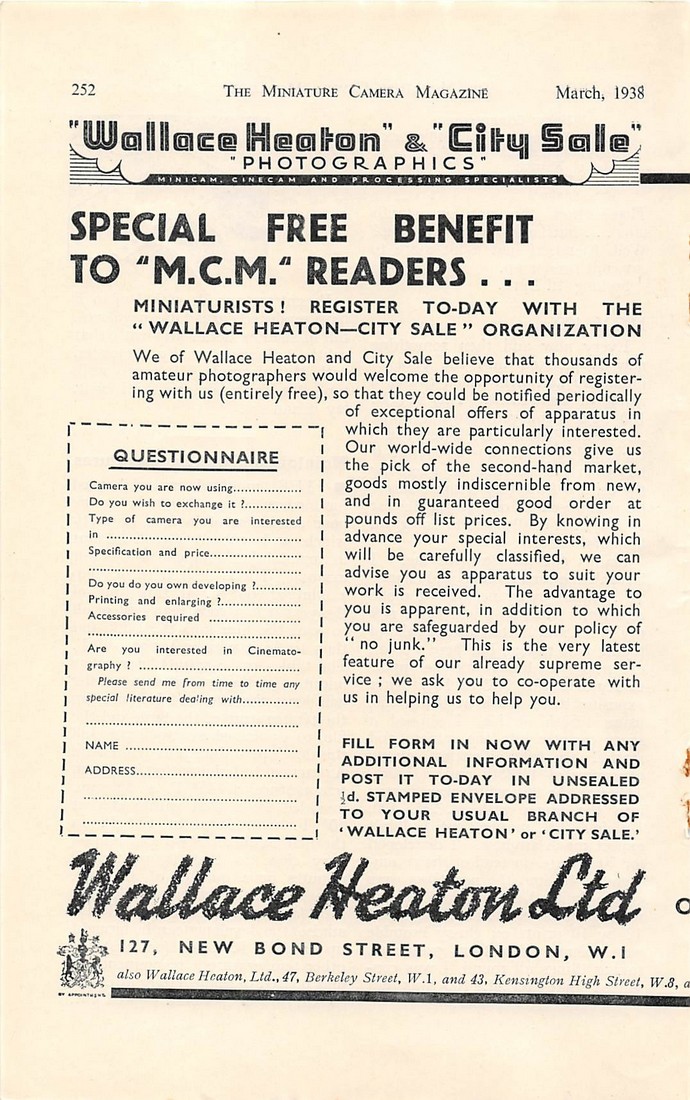 252 THE MINIATURE CAMERA MAGAZINE March, 1938
"Wallace Heaton" & "City Sale"
"PHOTOGRAPHICS"
MINICAM, CINECAM AND PROCESSING SPECIALISTS
SPECIAL FREE BENEFIT
TO "M.C.M." READERS . . .
MINIATURISTS! REGISTER TO-DAY WITH THE
"WALLACE HEATON—CITY SALE" ORGANIZATION
We of Wallace Heaton and City Sale believe that thousands of
amateur photographers would welcome the opportunity of register-
ing with us (entirely free), so that they could be notified periodically
of exceptional offers of apparatus in
which they are particularly interested.
Our world-wide connections give us
the pick of the second-hand market,
goods mostly indiscernible from new,
and in guaranteed good order at
pounds off list prices. By knowing in
advance your special interests, which
will be carefully classified, we can
advise you as apparatus to suit your
work is received. The advantage to
you is apparent, in addition to which
you are safeguarded by our policy of
"no junk." This is the very latest
feature of our already supreme ser-
vice; we ask you to co-operate with
us in helping us to help you.
QUESTIONNAIRE
Camera you are now using..................
Do you wish to exchange it ?...............
Type of camera you are interested
in ....................................................
Specification and price........................
........................................................
Do you do you own developing ?............
Printing and enlarging ?.....................
Accessories required ........................
........................................................
Are you interested in Cinemato-
graphy ? ..........................................
Please send me from time to time any
special literature dealing with...............
........................................................
NAME .............................................
ADDRESS..........................................
........................................................
........................................................
FILL FORM IN NOW WITH ANY
ADDITIONAL INFORMATION AND
POST IT TO-DAY IN UNSEALED
½d. STAMPED ENVELOPE ADDRESSED
TO YOUR USUAL BRANCH OF
'WALLACE HEATON' or 'CITY SALE.'
Wallace Heaton Ltd O
127, NEW BOND STREET, LONDON, W.1
also Wallace Heaton, Ltd., 47, Berkeley Street, W.1, and 43, Kensington High Street, W.8, a
BY APPOINTMENT